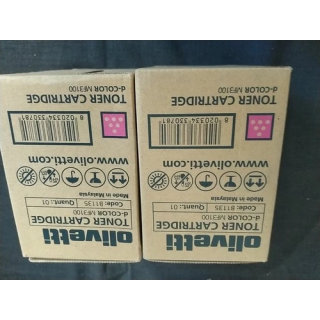 olivetti
TONER CARTRIDGE
d-COLOR MF3100
Code: B1135 Quant.: 01
Made in Malaysia
www.olivetti.com
8 020334 330781
TONER CARTRIDGE
d-COLOR MF3100
olivetti
TONER CARTRIDGE
d-COLOR MF3100
Code: B1135 Quant.: 01
Made in Malaysia
www.olivetti.com
8 020334 330781
TONER CARTRIDGE
d-COLOR MF3100